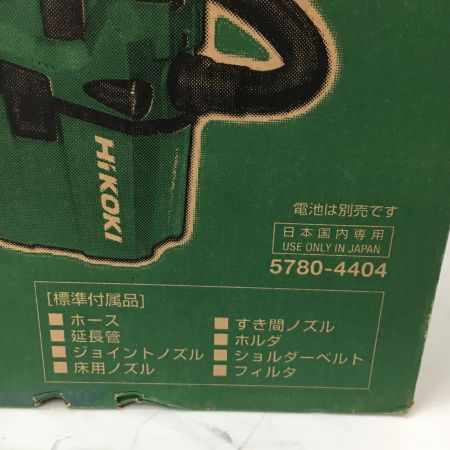 HiKOKI
電池は別売です
日本国内専用
USE ONLY IN JAPAN
5780-4404
[標準付属品]
■ ホース
■ 延長管
■ ジョイントノズル
■ 床用ノズル
■ すき間ノズル
■ ホルダ
■ ショルダーベルト
■ フィルタ